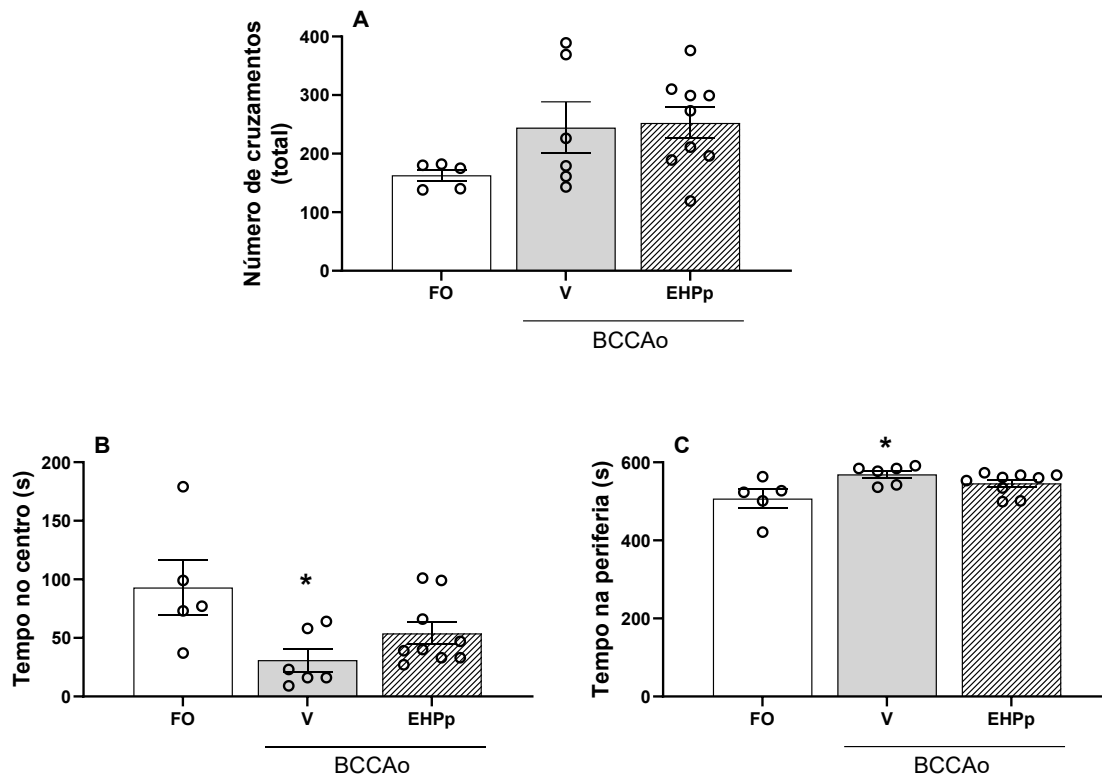 A
Número de cruzamentos
(total)
400
300
200
100
0
FO
V
EHPp
BCCAo
B
Tempo no centro (s)
200
150
100
50
0
*
FO
V
EHPp
BCCAo
C
Tempo na periferia (s)
600
400
200
0
*
FO
V
EHPp
BCCAo